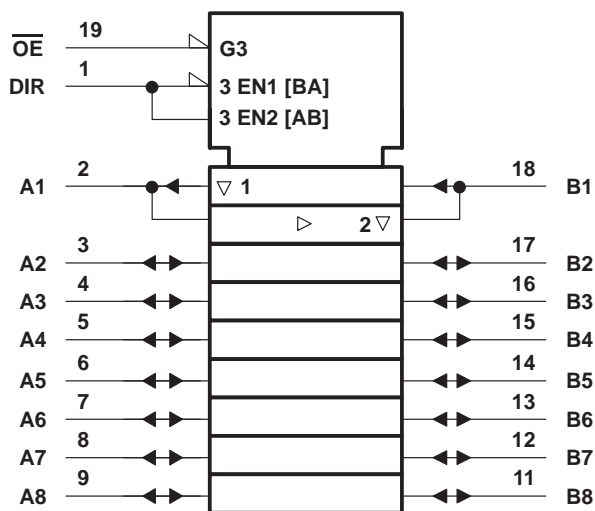 OE 19 G3
DIR 1 3 EN1 [BA]
3 EN2 [AB]
A1 2 1 18 B1
2
A2 3 17 B2
A3 4 16 B3
A4 5 15 B4
A5 6 14 B5
A6 7 13 B6
A7 8 12 B7
A8 9 11 B8